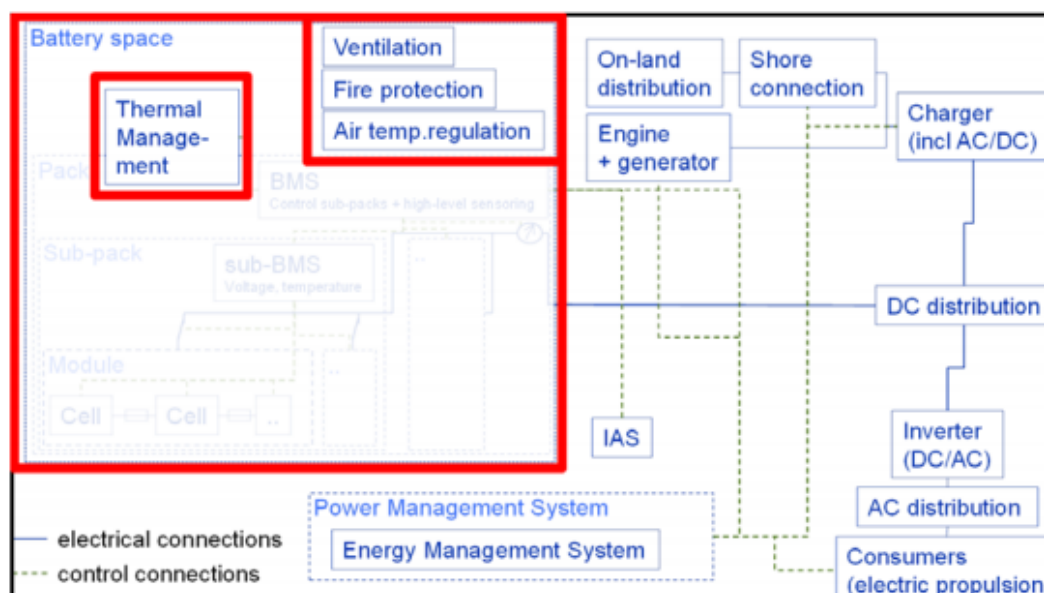 Battery space
Ventilation
Fire protection
Air temp.regulation
Thermal
Manage-
ment
On-land
distribution
Shore
connection
Engine
+ generator
Charger
(incl AC/DC)
Pack
BMS
Control sub-packs + high-level sensoring
Sub-pack
sub-BMS
Voltage, temperature
..
DC distribution
Module
..
Cell
Cell
..
IAS
Inverter
(DC/AC)
AC distribution
Power Management System
Energy Management System
Consumers
(electric propulsion
electrical connections
control connections